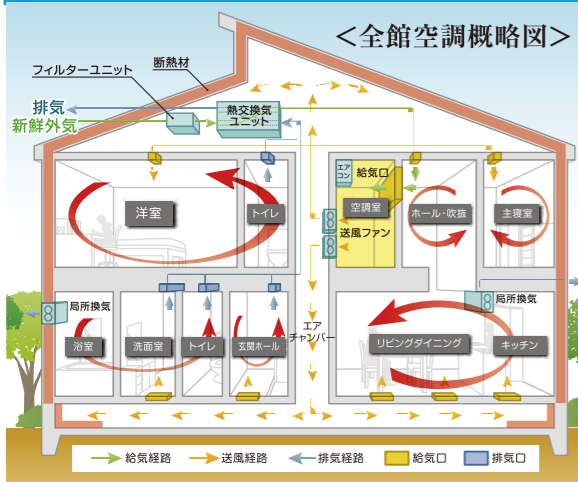 ＜全館空調概略図＞
フィルターユニット
断熱材
排気
新鮮外気
熱交換気
ユニット
洋室
トイレ
エア
コン
給気口
空調室
送風ファン
ホール・吹抜
主寝室
局所換気
浴室
洗面室
トイレ
玄関ホール
エア
チャンバー
局所換気
リビングダイニング
キッチン
給気経路
送風経路
排気経路
給気口
排気口